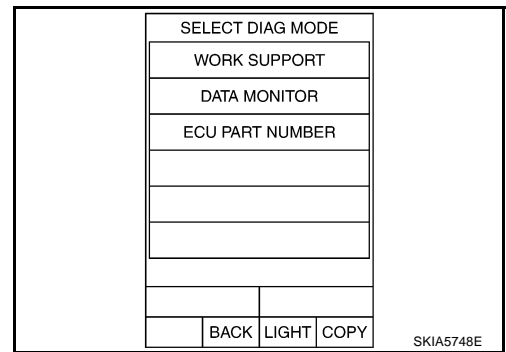 SELECT DIAG MODE
WORK SUPPORT
DATA MONITOR
ECU PART NUMBER
BACK LIGHT COPY
SKIA5748E